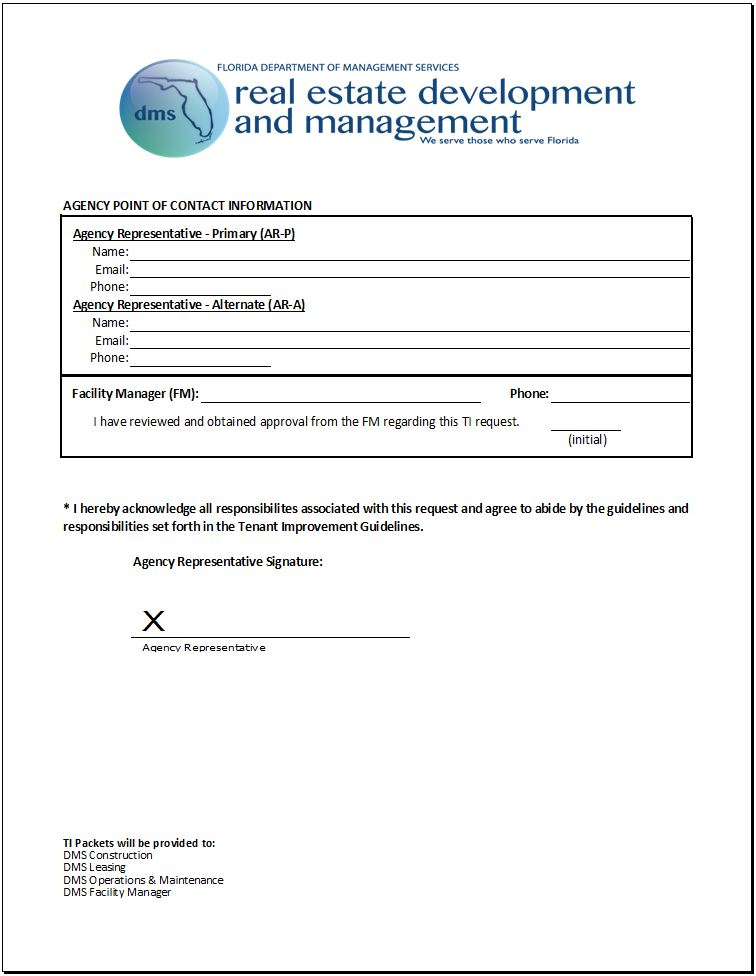 FLORIDA DEPARTMENT OF MANAGEMENT SERVICES
dms
real estate development
and management
We serve those who serve Florida
AGENCY POINT OF CONTACT INFORMATION
Agency Representative - Primary (AR-P)
Name:
Email:
Phone:
Agency Representative - Alternate (AR-A)
Name:
Email:
Phone:
Facility Manager (FM): Phone:
I have reviewed and obtained approval from the FM regarding this TI request.
(initial)
* I hereby acknowledge all responsibilites associated with this request and agree to abide by the guidelines and
responsibilities set forth in the Tenant Improvement Guidelines.
Agency Representative Signature:
X
Agency Representative
TI Packets will be provided to:
DMS Construction
DMS Leasing
DMS Operations & Maintenance
DMS Facility Manager